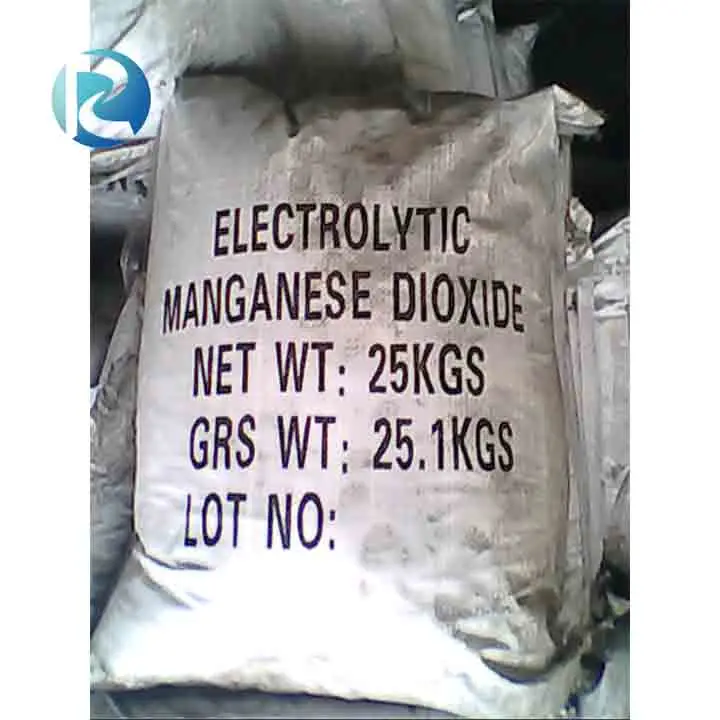 ELECTROLYTIC
MANGANESE DIOXIDE
NET WT: 25KGS
GRS WT: 25.1KGS
LOT NO: